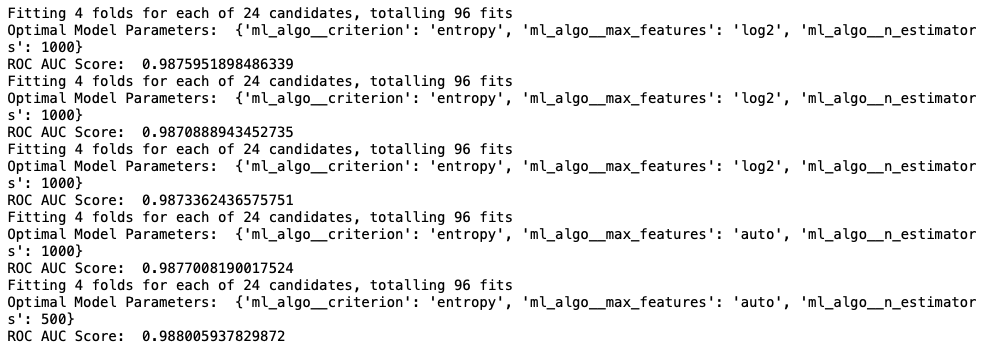 Fitting 4 folds for each of 24 candidates, totalling 96 fits
Optimal Model Parameters:  {'ml_algo__criterion': 'entropy', 'ml_algo__max_features': 'log2', 'ml_algo__n_estimator
s': 1000}
ROC AUC Score:  0.9875951898486339
Fitting 4 folds for each of 24 candidates, totalling 96 fits
Optimal Model Parameters:  {'ml_algo__criterion': 'entropy', 'ml_algo__max_features': 'log2', 'ml_algo__n_estimator
s': 1000}
ROC AUC Score:  0.9870888943452735
Fitting 4 folds for each of 24 candidates, totalling 96 fits
Optimal Model Parameters:  {'ml_algo__criterion': 'entropy', 'ml_algo__max_features': 'log2', 'ml_algo__n_estimator
s': 1000}
ROC AUC Score:  0.9873362436575751
Fitting 4 folds for each of 24 candidates, totalling 96 fits
Optimal Model Parameters:  {'ml_algo__criterion': 'entropy', 'ml_algo__max_features': 'auto', 'ml_algo__n_estimator
s': 1000}
ROC AUC Score:  0.9877008190017524
Fitting 4 folds for each of 24 candidates, totalling 96 fits
Optimal Model Parameters:  {'ml_algo__criterion': 'entropy', 'ml_algo__max_features': 'auto', 'ml_algo__n_estimator
s': 500}
ROC AUC Score:  0.988005937829872